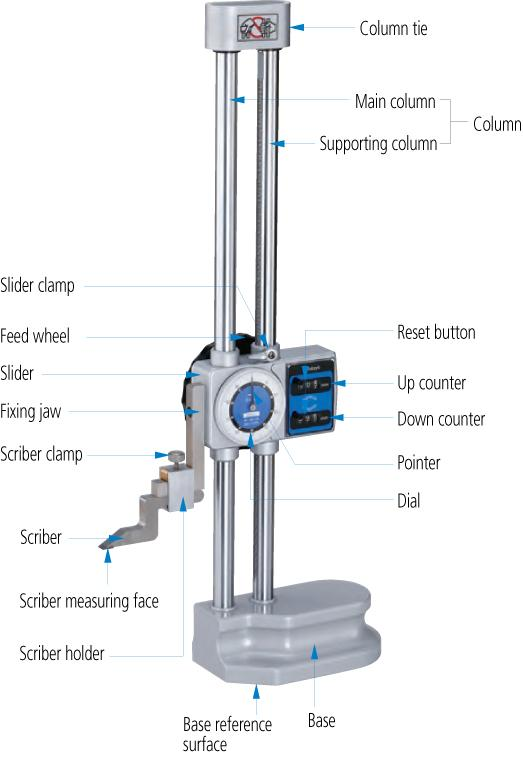 Column tie
Main column
Column
Supporting column
Slider clamp
Feed wheel
Reset button
Slider
Up counter
Fixing jaw
Down counter
Scriber clamp
Pointer
Dial
Scriber
Scriber measuring face
Scriber holder
Base reference
surface
Base